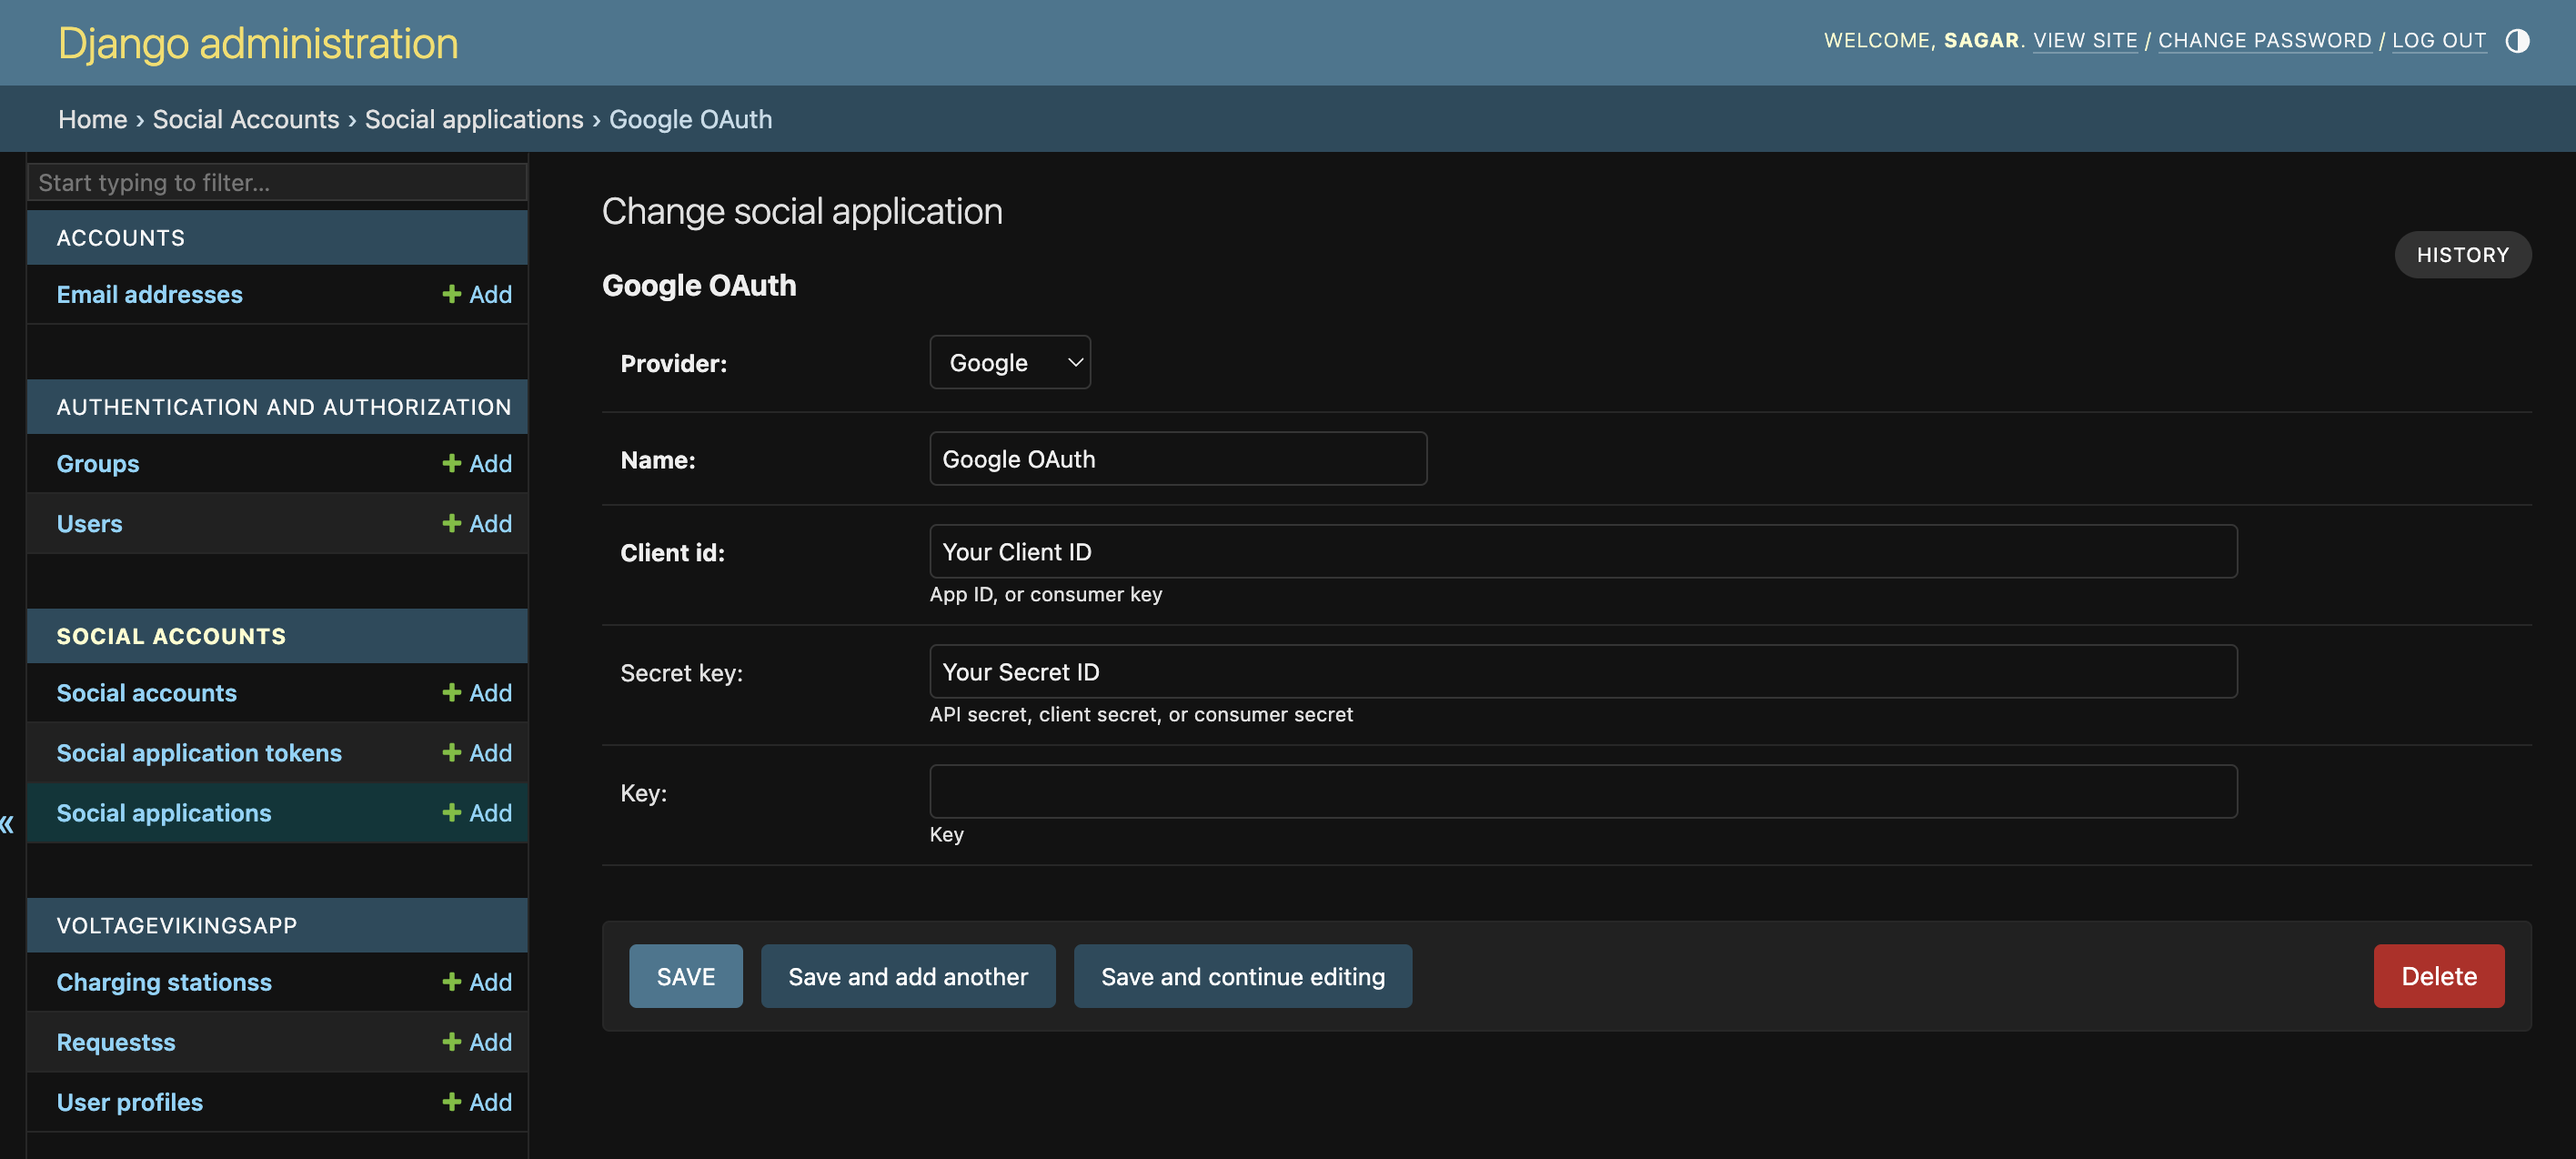 Django administration
WELCOME, SAGAR. VIEW SITE / CHANGE PASSWORD / LOG OUT
Home › Social Accounts › Social applications › Google OAuth
Start typing to filter...
ACCOUNTS
Email addresses + Add
AUTHENTICATION AND AUTHORIZATION
Groups + Add
Users + Add
SOCIAL ACCOUNTS
Social accounts + Add
Social application tokens + Add
Social applications + Add
«
VOLTAGEVIKINGSAPP
Charging stationss + Add
Requestss + Add
User profiles + Add
Change social application
HISTORY
Google OAuth
Provider: Google
Name: Google OAuth
Client id: Your Client ID
App ID, or consumer key
Secret key: Your Secret ID
API secret, client secret, or consumer secret
Key:
Key
SAVE Save and add another Save and continue editing Delete